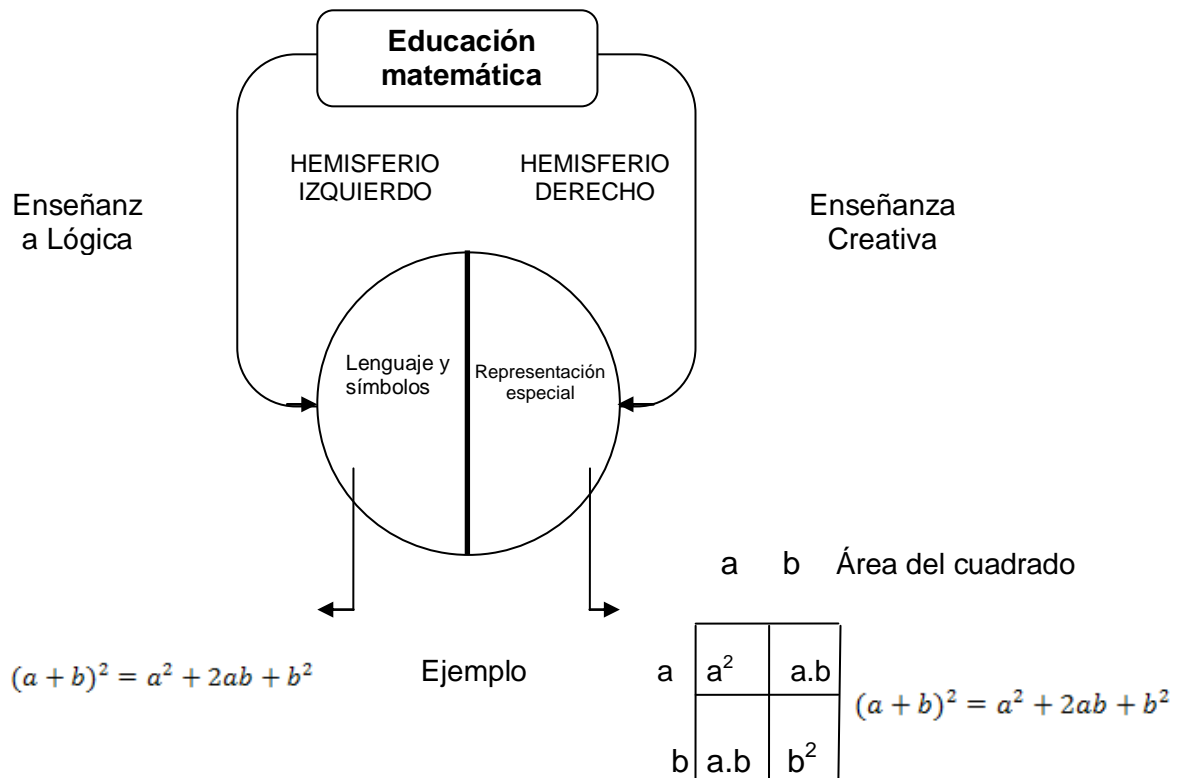 Educación
matemática
HEMISFERIO
IZQUIERDO
HEMISFERIO
DERECHO
Enseñanz
a Lógica
Enseñanza
Creativa
Lenguaje y
símbolos
Representación
especial
a b Área del cuadrado
(a + b)² = a² + 2ab + b²
Ejemplo
a a² a.b
(a + b)² = a² + 2ab + b²
b a.b b²